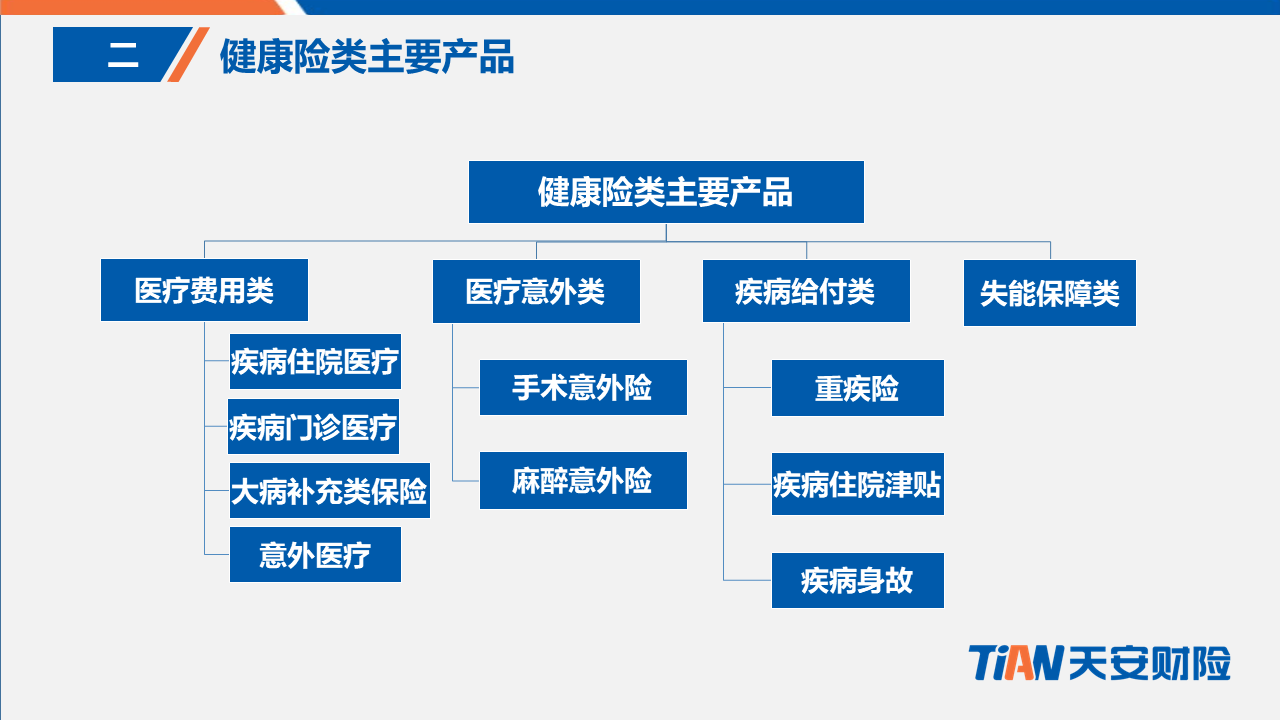 二
健康险类主要产品
健康险类主要产品
医疗费用类
疾病住院医疗
疾病门诊医疗
大病补充类保险
意外医疗
医疗意外类
手术意外险
麻醉意外险
疾病给付类
重疾险
疾病住院津贴
疾病身故
失能保障类
TiAN天安财险